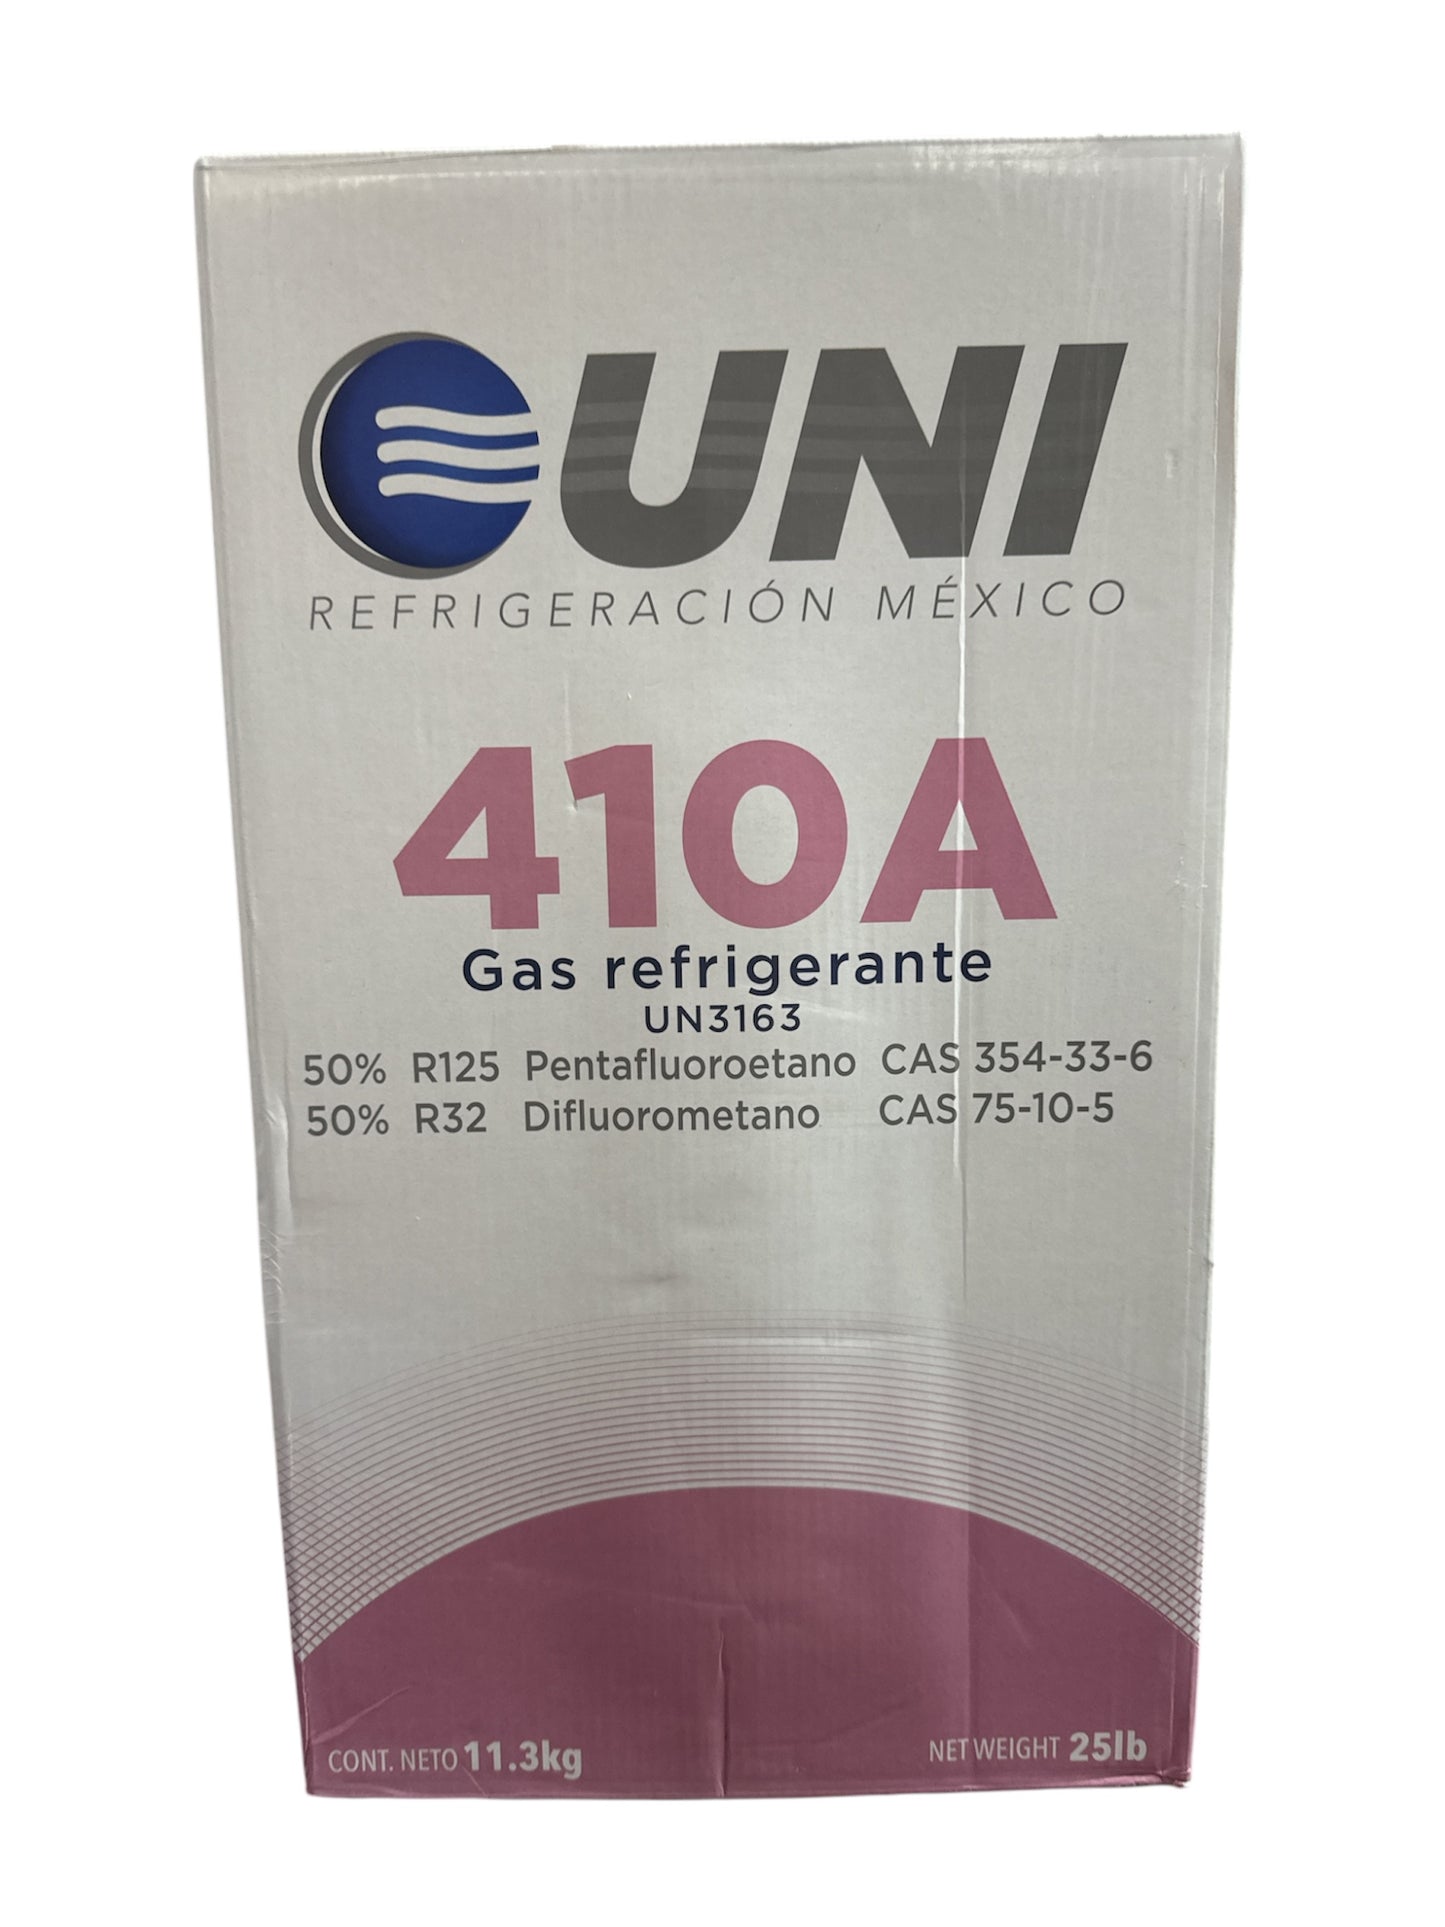 UNI
REFRIGERACIÓN MÉXICO
410A
Gas refrigerante
UN3163
50% R125 Pentafluoroetano CAS 354-33-6
50% R32 Difluorometano CAS 75-10-5
CONT. NETO 11.3kg NET WEIGHT 25lb